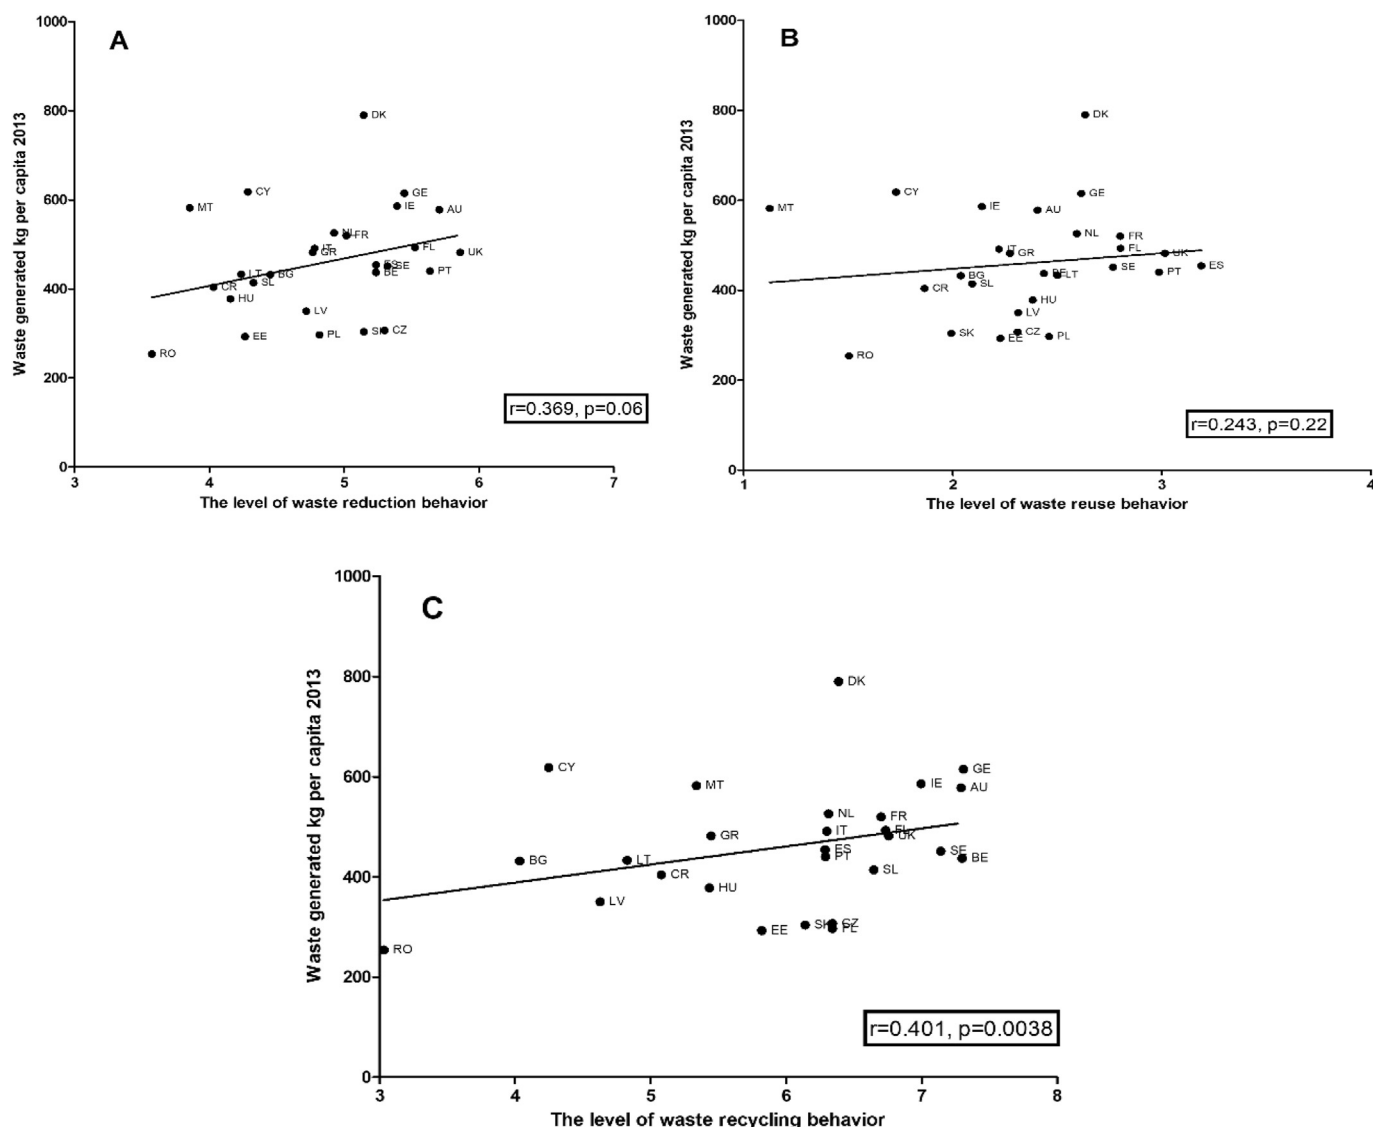 A
Waste generated kg per capita 2013
1000
800
600
400
200
0
DK
CY
GE
MT
IE
AU
NL
FR
IT
GR
FL
UK
ES
SE
LT
BG
BE
PT
SL
CR
HU
LV
EE
PL
SK
CZ
RO
r=0.369, p=0.06
3 4 5 6 7
The level of waste reduction behavior
B
Waste generated kg per capita 2013
1000
800
600
400
200
0
DK
CY
GE
MT
IE
AU
NL
FR
IT
GR
FL
UK
SE
ES
BG
BE
LT
PT
CR
SL
HU
LV
SK
CZ
EE
PL
RO
r=0.243, p=0.22
1 2 3 4
The level of waste reuse behavior
C
Waste generated kg per capita 2013
1000
800
600
400
200
0
DK
CY
GE
MT
IE
AU
NL
FR
IT
FL
GR
UK
ES
SE
BG
LT
PT
BE
CR
SL
HU
LV
EE
SK
CZ
PL
RO
r=0.401, p=0.0038
3 4 5 6 7 8
The level of waste recycling behavior